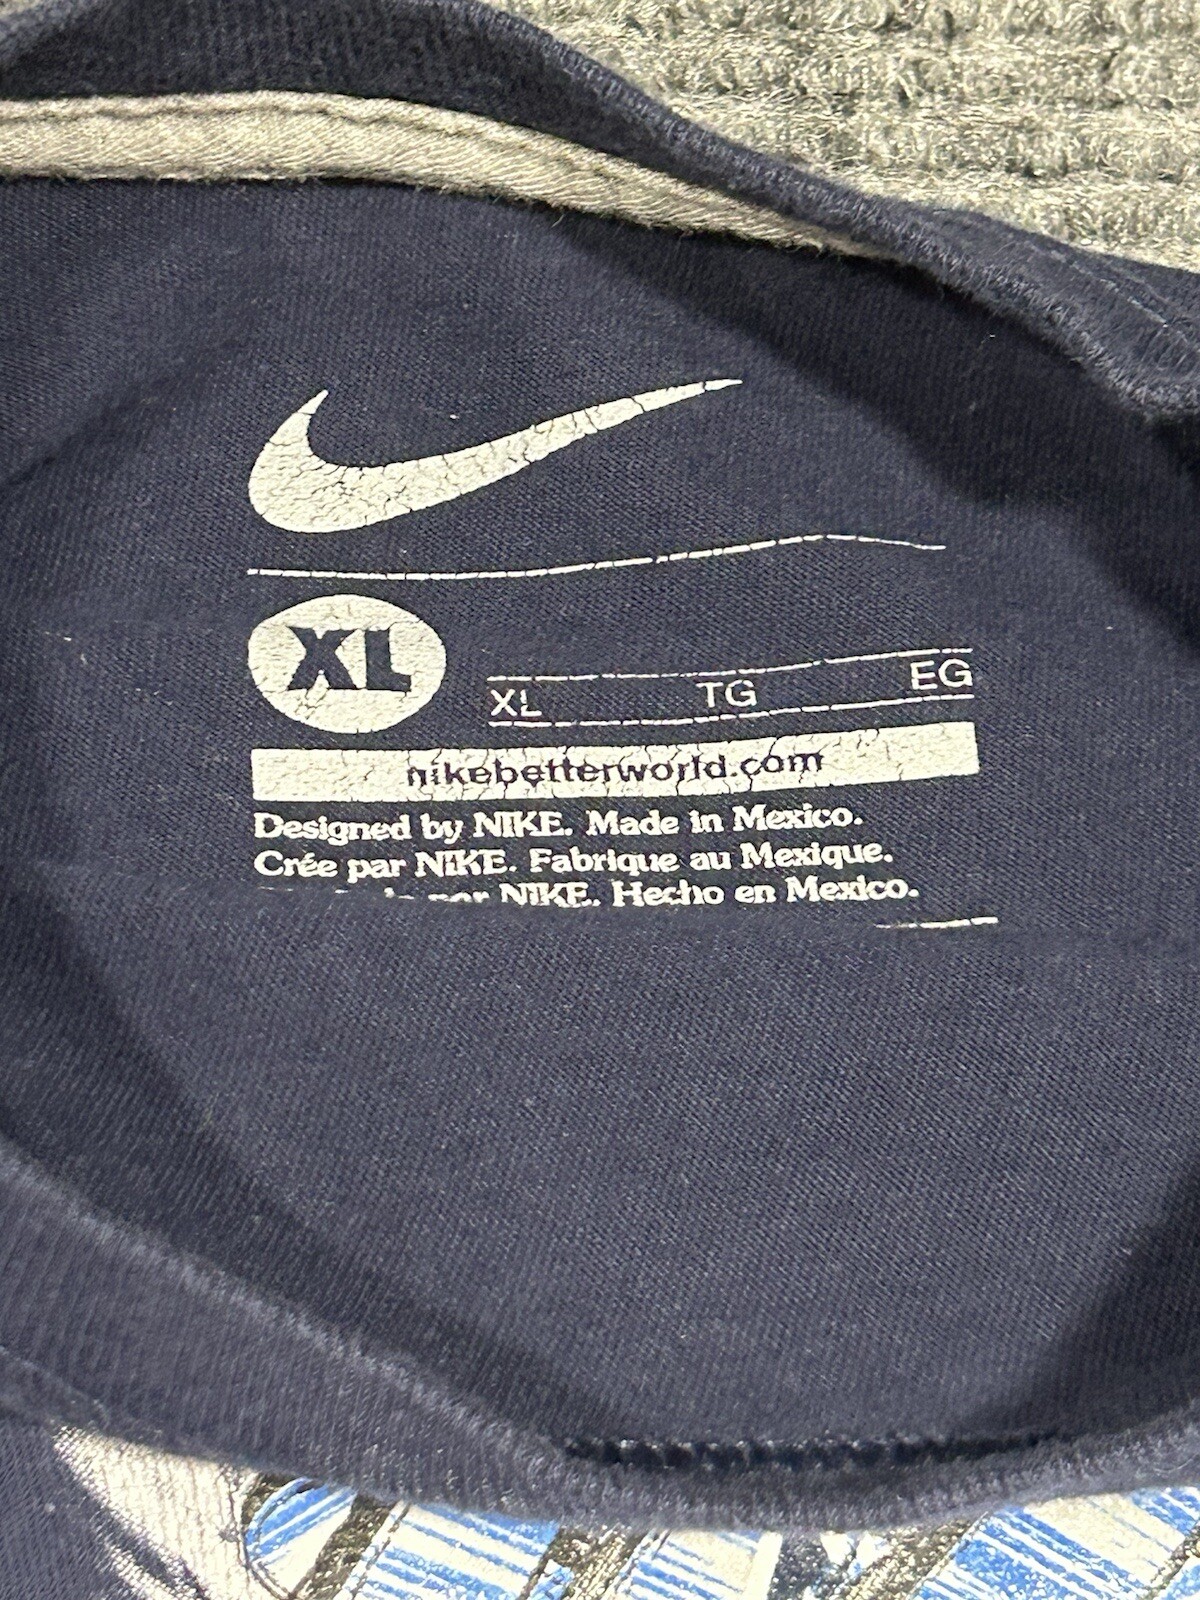 XL
XL TG EG
nikebetterworld.com
Designed by NIKE. Made in Mexico.
Crée par NIKE. Fabrique au Mexique.
por NIKE. Hecho en Mexico.